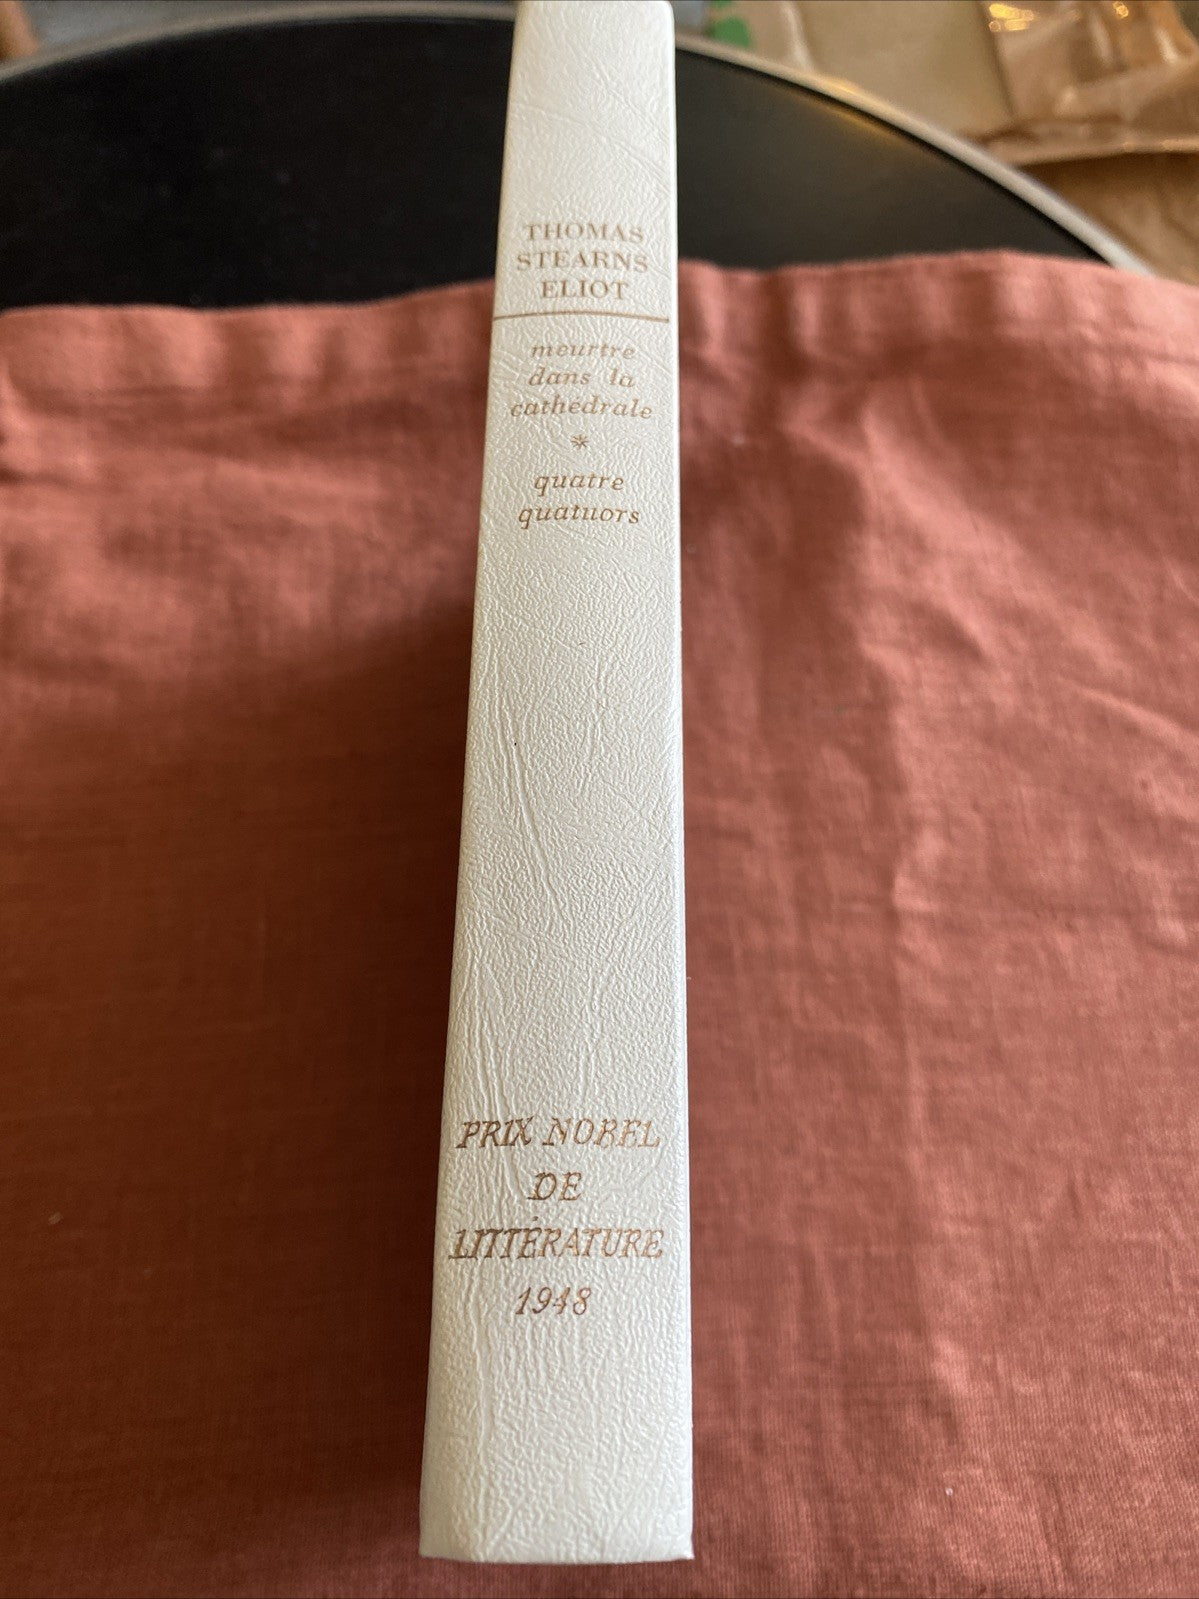 THOMAS
STEARNS
ELIOT
meurtre
dans la
cathédrale
*
quatre
quatuors
PRIX NOBEL
DE
LITTÉRATURE
1948